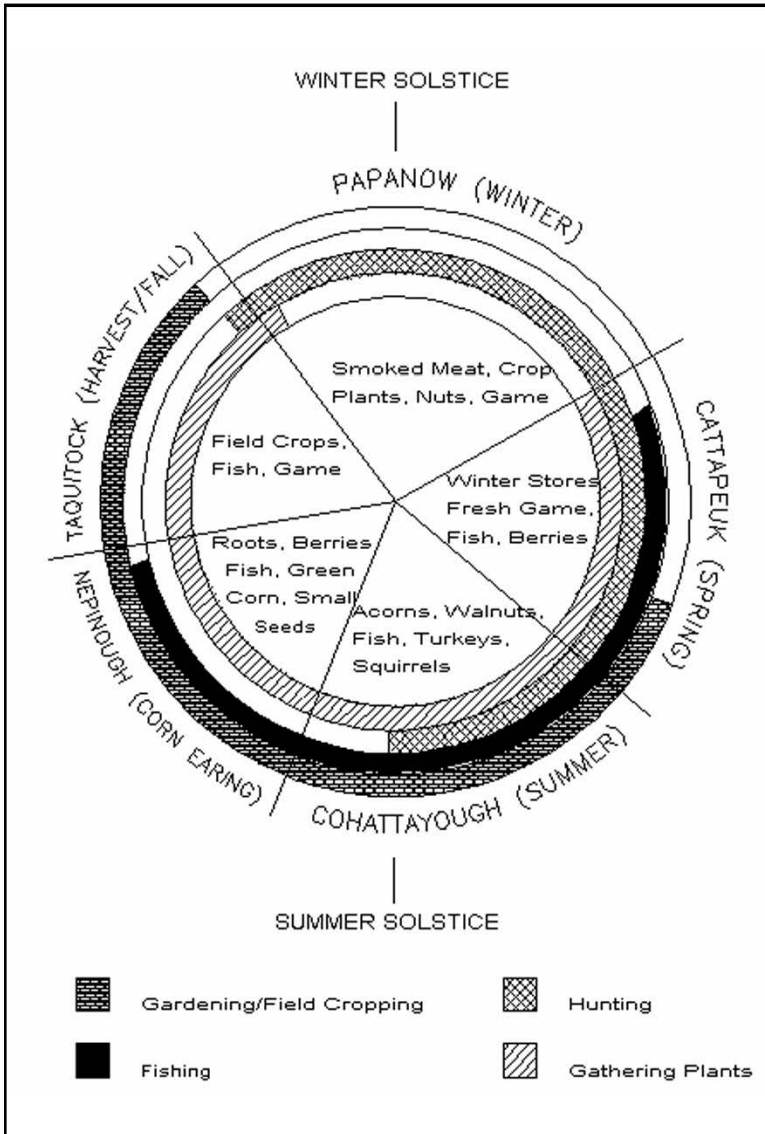 WINTER SOLSTICE
PAPANOW (WINTER)
TAQUITOCK (HARVEST/FALL)
CATTAPEUK (SPRING)
NEPINOUGH (CORN EARING)
COHATTAYOUGH (SUMMER)
Smoked Meat, Crop
Plants, Nuts, Game
Field Crops,
Fish, Game
Winter Stores
Fresh Game,
Fish, Berries
Roots, Berries
Fish, Green
Corn, Small
Seeds
Acorns, Walnuts,
Fish, Turkeys,
Squirrels
SUMMER SOLSTICE
Gardening/Field Cropping
Hunting
Fishing
Gathering Plants